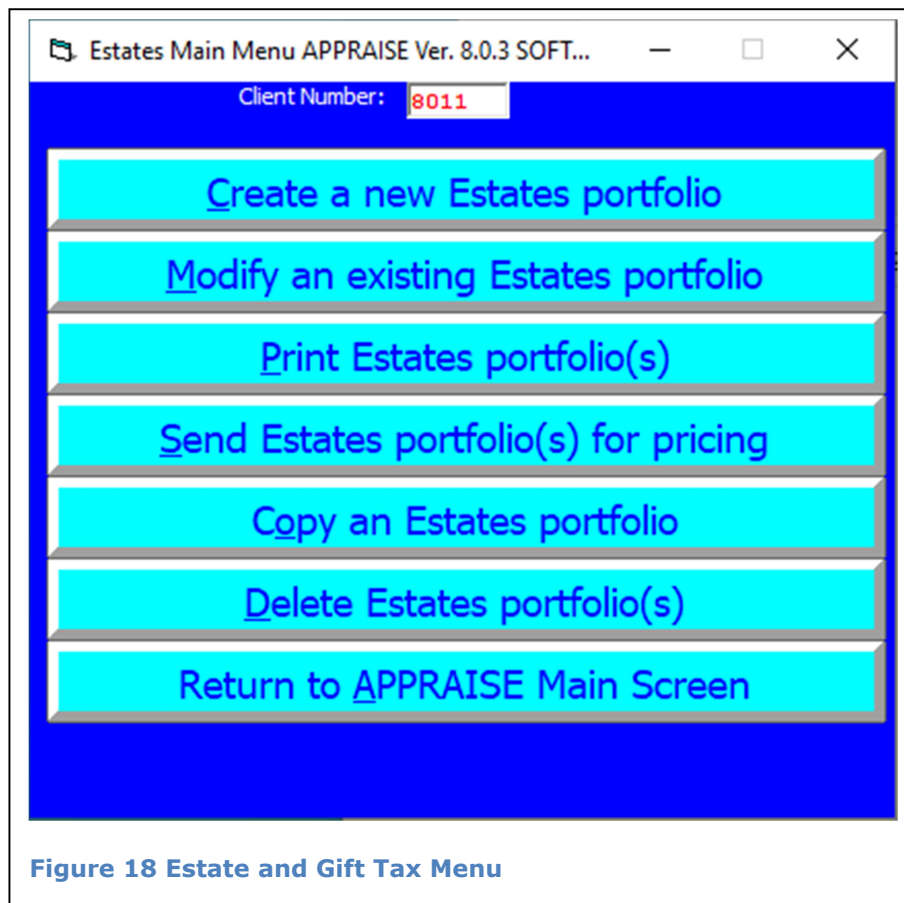 Estates Main Menu APPRAISE Ver. 8.0.3 SOFT...
Client Number: 8011
Create a new Estates portfolio
Modify an existing Estates portfolio
Print Estates portfolio(s)
Send Estates portfolio(s) for pricing
Copy an Estates portfolio
Delete Estates portfolio(s)
Return to APPRAISE Main Screen
Figure 18 Estate and Gift Tax Menu